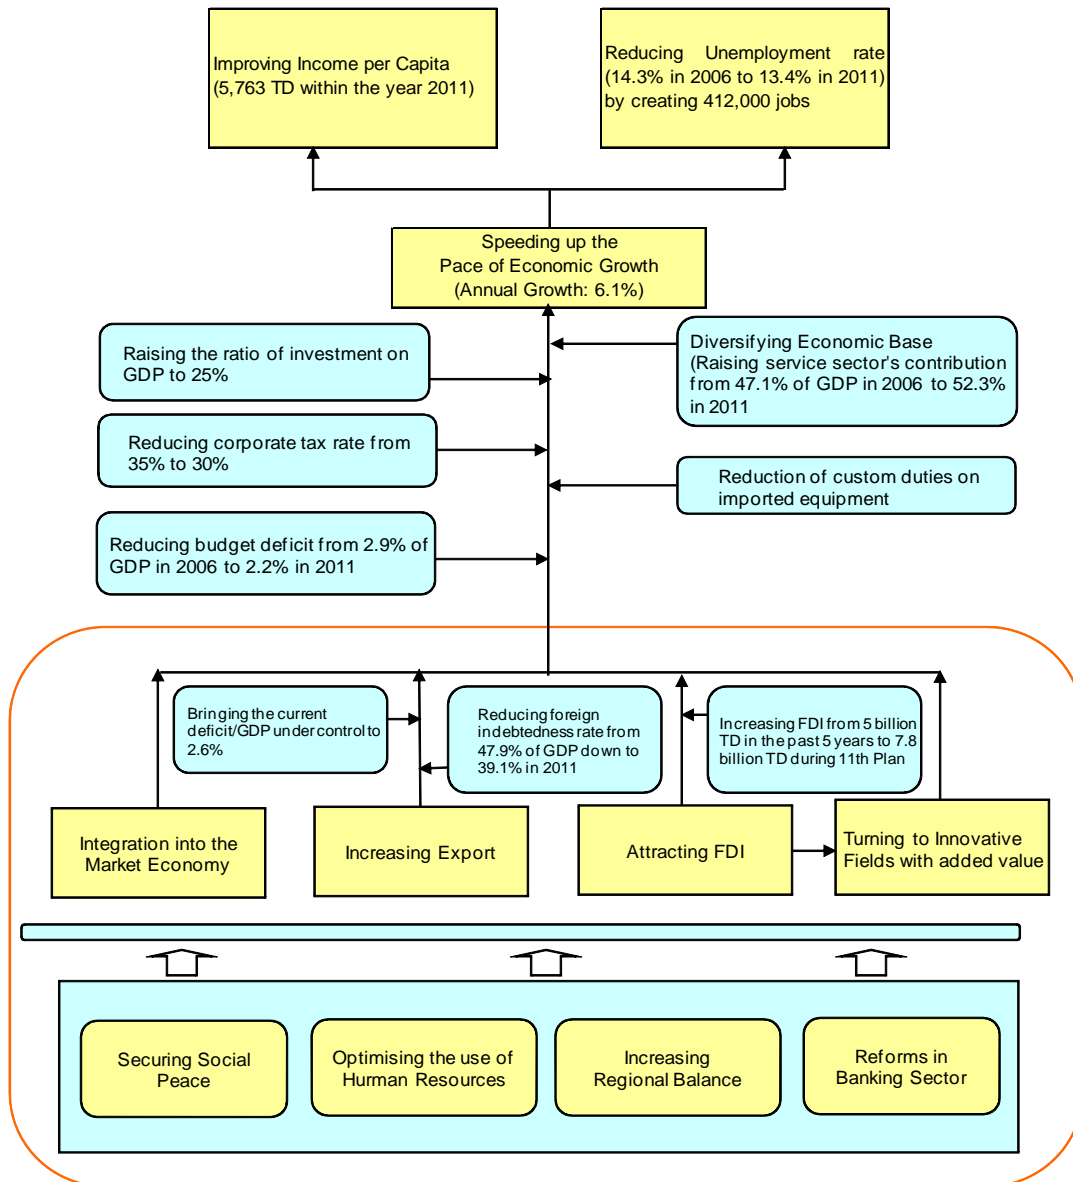 Improving Income per Capita
(5,763 TD within the year 2011)
Reducing Unemployment rate
(14.3% in 2006 to 13.4% in 2011)
by creating 412,000 jobs
Speeding up the
Pace of Economic Growth
(Annual Growth: 6.1%)
Raising the ratio of investment on
GDP to 25%
Diversifying Economic Base
(Raising service sector's contribution
from 47.1% of GDP in 2006 to 52.3%
in 2011
Reducing corporate tax rate from
35% to 30%
Reduction of custom duties on
imported equipment
Reducing budget deficit from 2.9% of
GDP in 2006 to 2.2% in 2011
Bringing the current
deficit/GDP under control to
2.6%
Reducing foreign
indebtedness rate from
47.9% of GDP down to
39.1% in 2011
Increasing FDI from 5 billion
TD in the past 5 years to 7.8
billion TD during 11th Plan
Integration into the
Market Economy
Increasing Export
Attracting FDI
Turning to Innovative
Fields with added value
Securing Social
Peace
Optimising the use of
Hurman Resources
Increasing
Regional Balance
Reforms in
Banking Sector